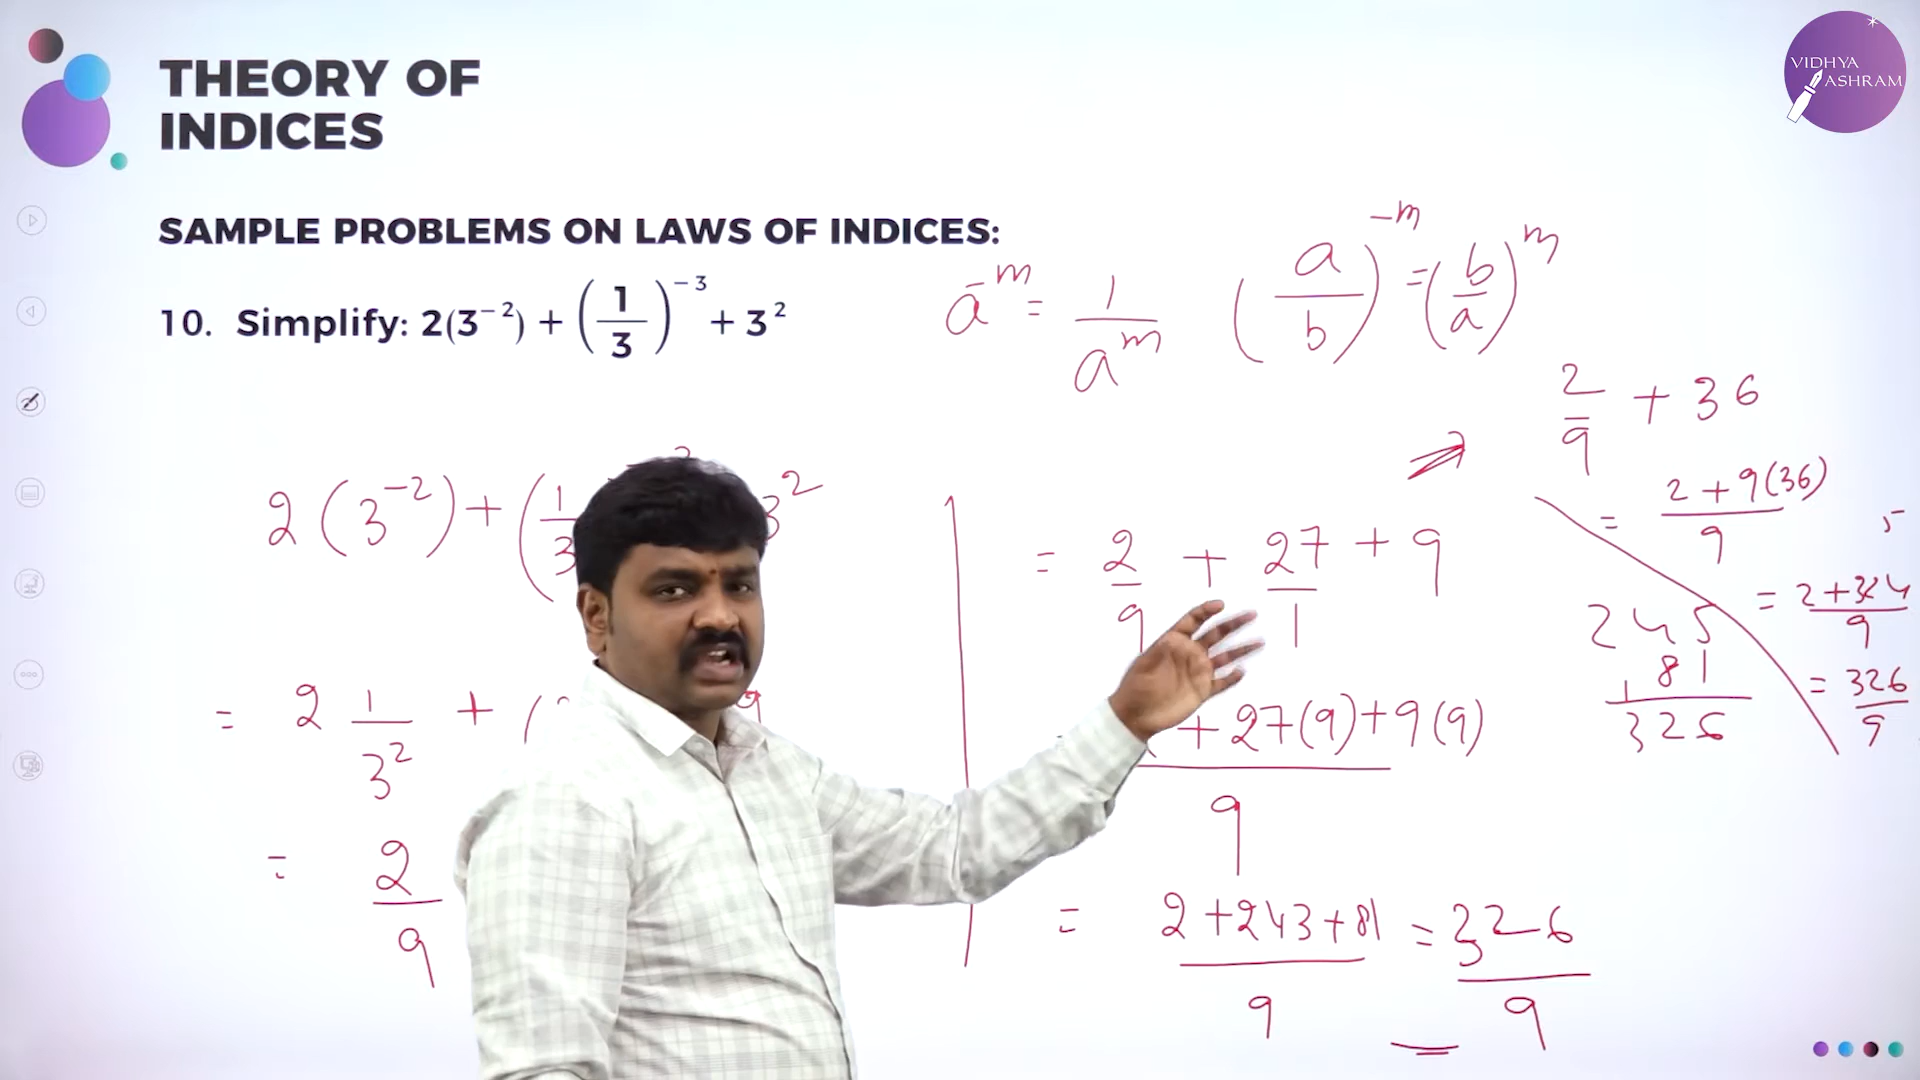 VIDHYA
ASHRAM
THEORY OF
INDICES
SAMPLE PROBLEMS ON LAWS OF INDICES:
10. Simplify: 2(3⁻²) + (1/3)⁻³ + 3²
a⁻ᵐ = 1/aᵐ (a/b)⁻ᵐ = (b/a)ᵐ
2/9 + 36
= (2 + 9(36))/9
= (2 + 324)/9
= 326/9
245
81
326
2(3⁻²) + (1/3 3²
= 2 1/3² + ( 9
= 2/9
= 2/9 + 27/1 + 9
+ 27(9) + 9(9)
9
= (2 + 243 + 81)/9 = 326/9